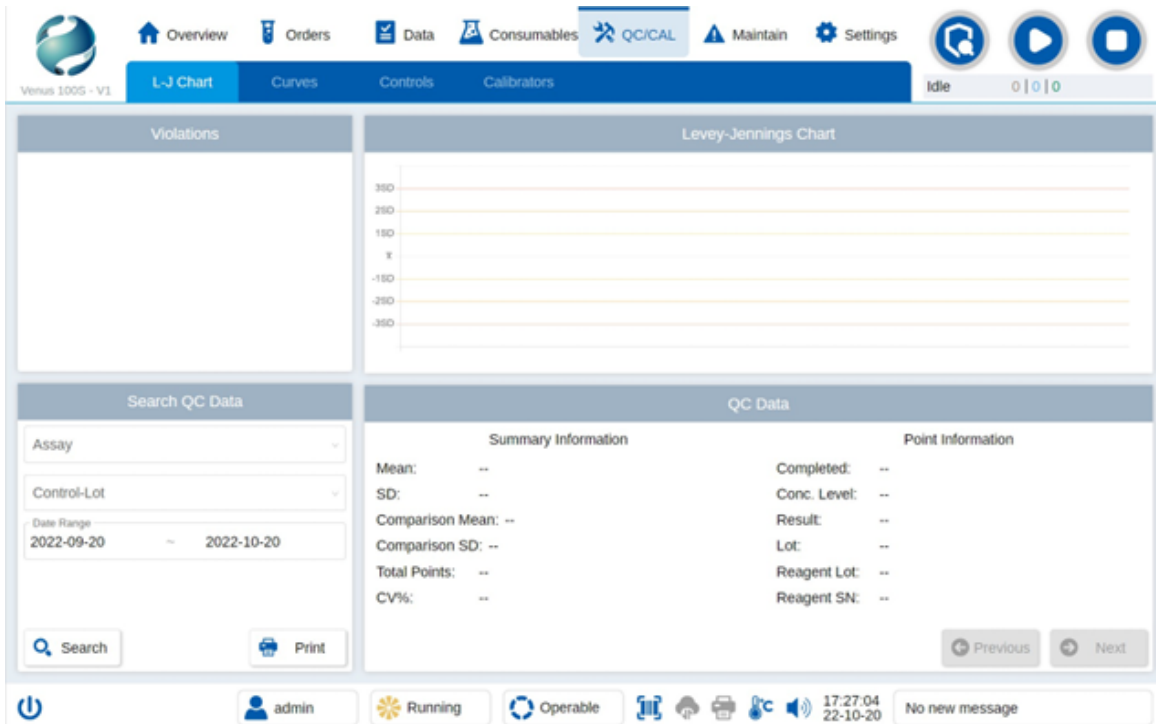 Overview Orders Data Consumables QC/CAL Maintain Settings
Venus 100S - V1
L-J Chart Curves Controls Calibrators
Idle 0|0|0
Violations
Levey-Jennings Chart
3SD
2SD
1SD
x̄
-1SD
-2SD
-3SD
Search QC Data
QC Data
Assay
Control-Lot
Date Range
2022-09-20 ~ 2022-10-20
Search Print
Summary Information Point Information
Mean: -- Completed: --
SD: -- Conc. Level: --
Comparison Mean: -- Result: --
Comparison SD: -- Lot: --
Total Points: -- Reagent Lot: --
CV%: -- Reagent SN: --
Previous Next
admin Running Operable °C 17:27:04
22-10-20
No new message